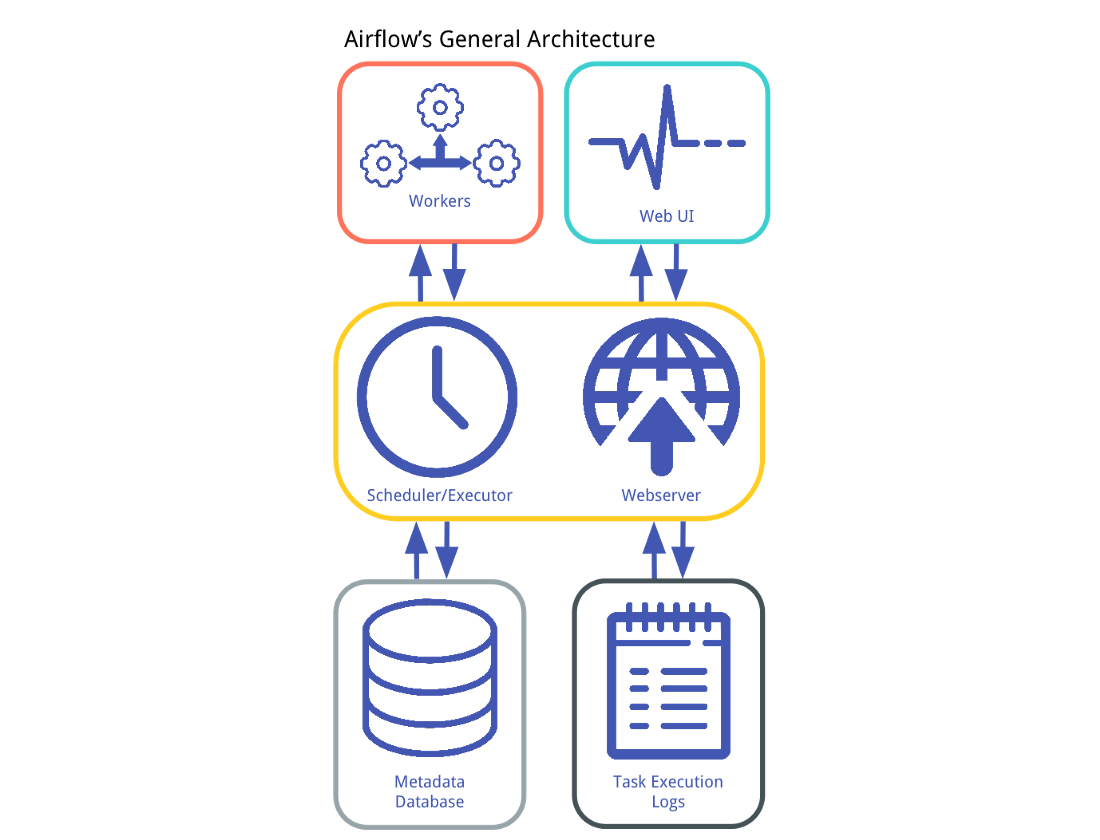 Airflow’s General Architecture
Workers
Web UI
Scheduler/Executor
Webserver
Metadata
Database
Task Execution
Logs